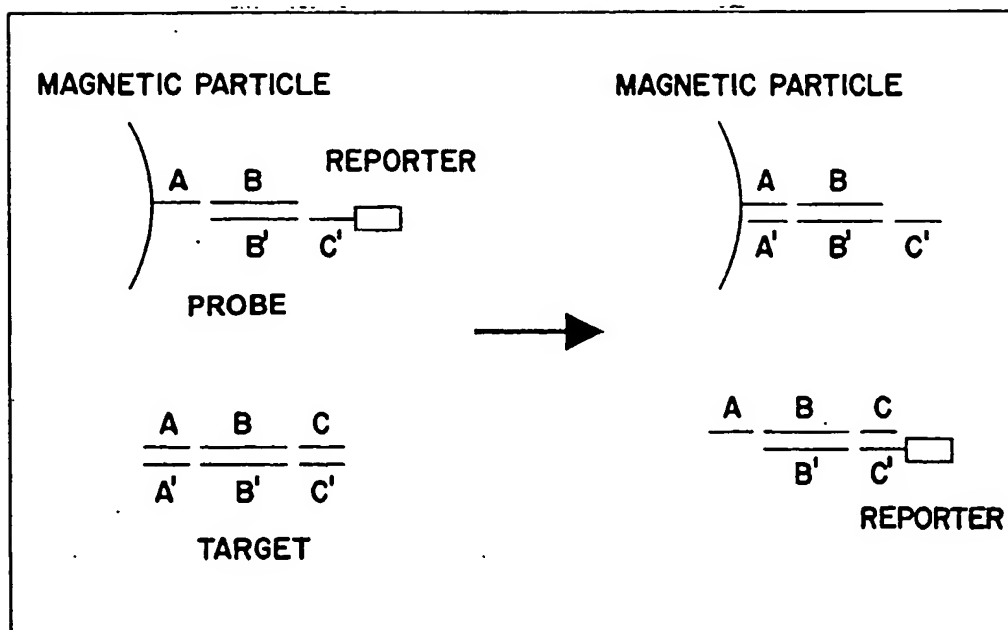 MAGNETIC PARTICLE
A B REPORTER
B' C'
PROBE
A B C
A' B' C'
TARGET
MAGNETIC PARTICLE
A B
A' B' C'
A B C
B' C'
REPORTER